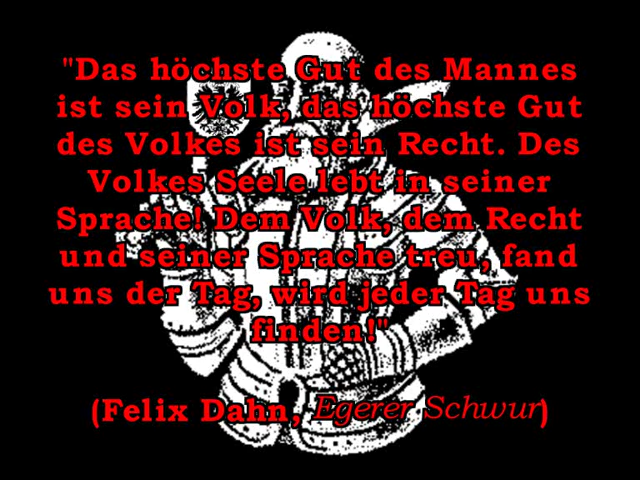 "Das höchste Gut des Mannes
ist sein Volk, das höchste Gut
des Volkes ist sein Recht. Des
Volkes Seele lebt in seiner
Sprache! Dem Volk, dem Recht
und seiner Sprache treu, fand
uns der Tag, wird jeder Tag uns
finden!"
(Felix Dahn, Egerer Schwur)